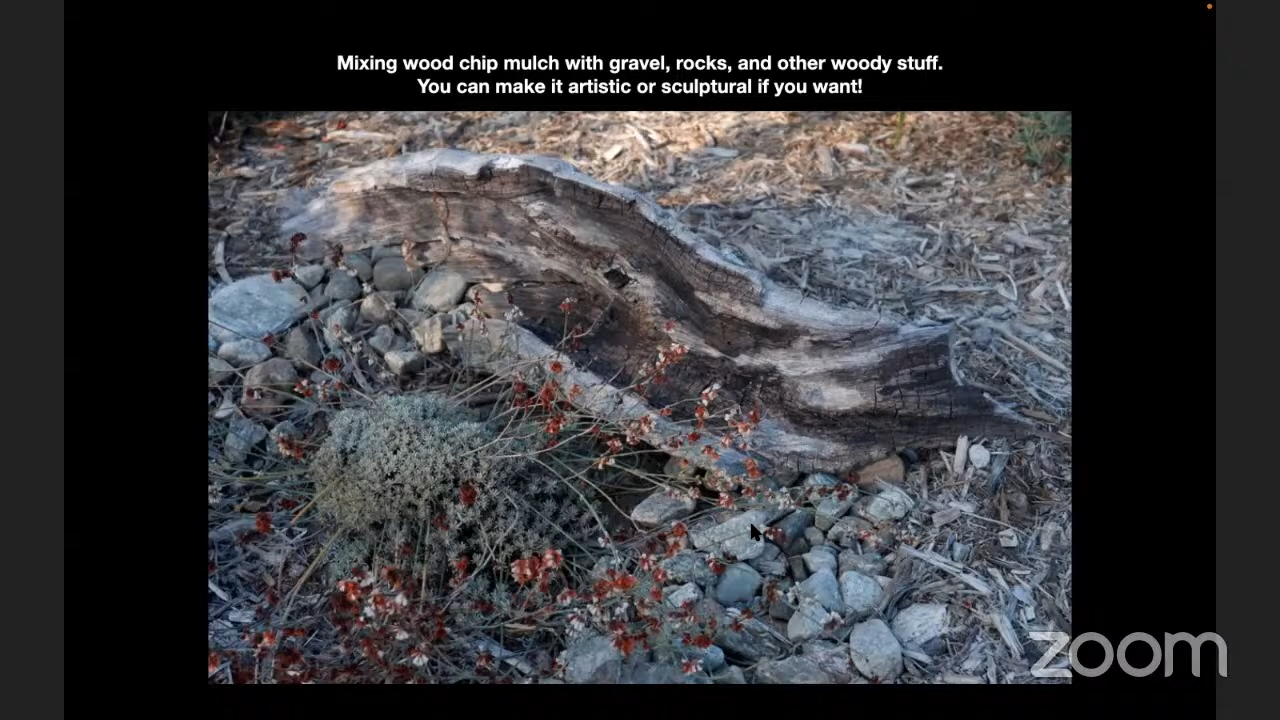 Mixing wood chip mulch with gravel, rocks, and other woody stuff.
You can make it artistic or sculptural if you want!
zoom